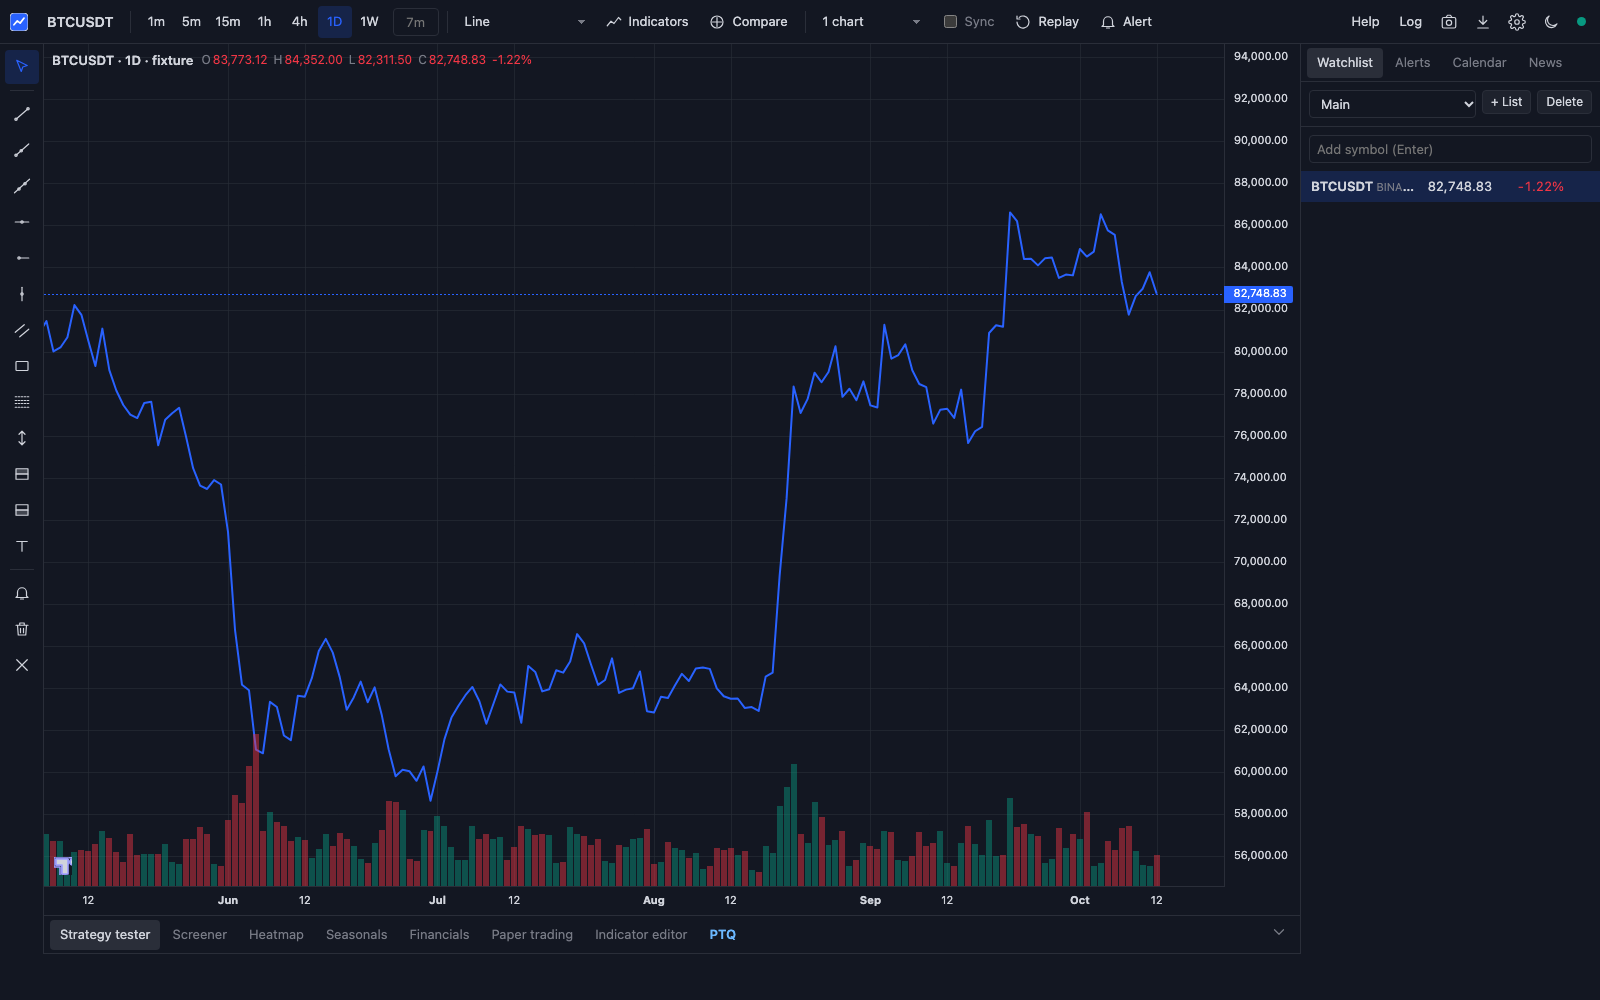 BTCUSDT 1m 5m 15m 1h 4h 1D 1W 7m Line Indicators Compare 1 chart Sync Replay Alert Help Log
BTCUSDT · 1D · fixture O 83,773.12 H 84,352.00 L 82,311.50 C 82,748.83 -1.22%
94,000.00
92,000.00
90,000.00
88,000.00
86,000.00
84,000.00
82,748.83
82,000.00
80,000.00
78,000.00
76,000.00
74,000.00
72,000.00
70,000.00
68,000.00
66,000.00
64,000.00
62,000.00
60,000.00
58,000.00
56,000.00
12 Jun 12 Jul 12 Aug 12 Sep 12 Oct 12
Strategy tester Screener Heatmap Seasonals Financials Paper trading Indicator editor PTQ
Watchlist Alerts Calendar News
Main + List Delete
Add symbol (Enter)
BTCUSDT BINA... 82,748.83 -1.22%